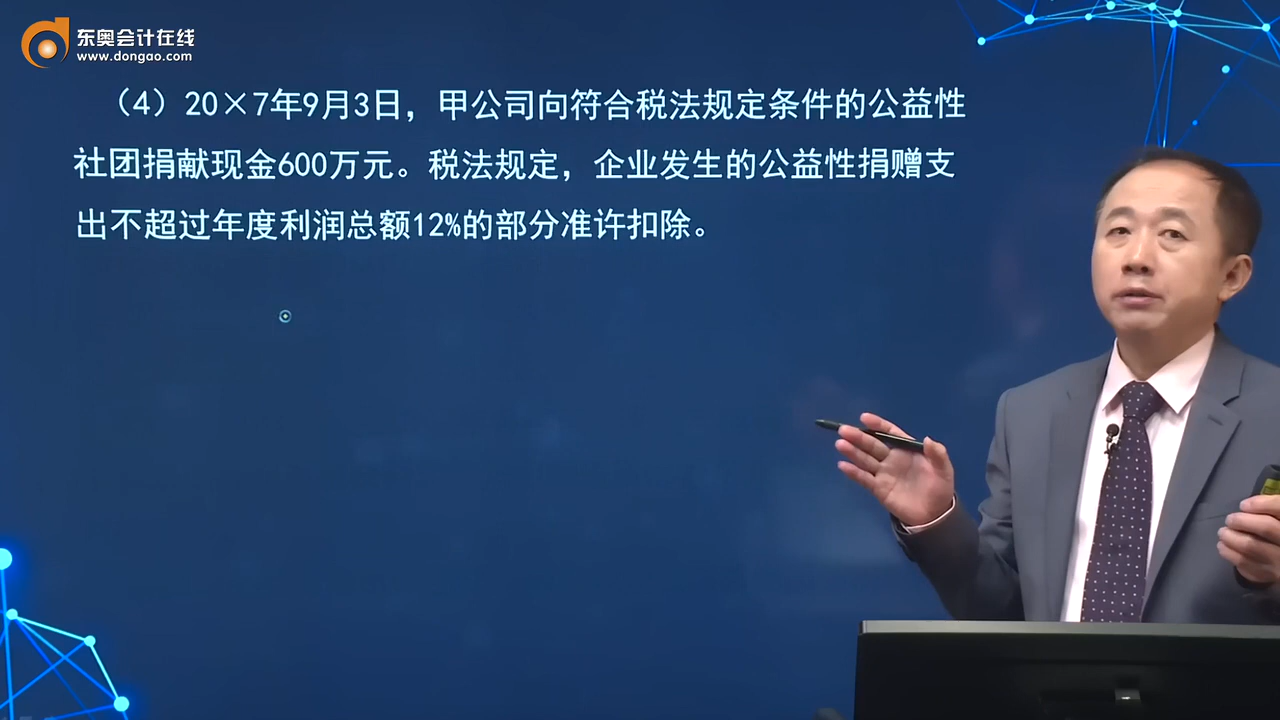 东奥会计在线
www.dongao.com
（4）20×7年9月3日，甲公司向符合税法规定条件的公益性
社团捐献现金600万元。税法规定，企业发生的公益性捐赠支
出不超过年度利润总额12%的部分准许扣除。